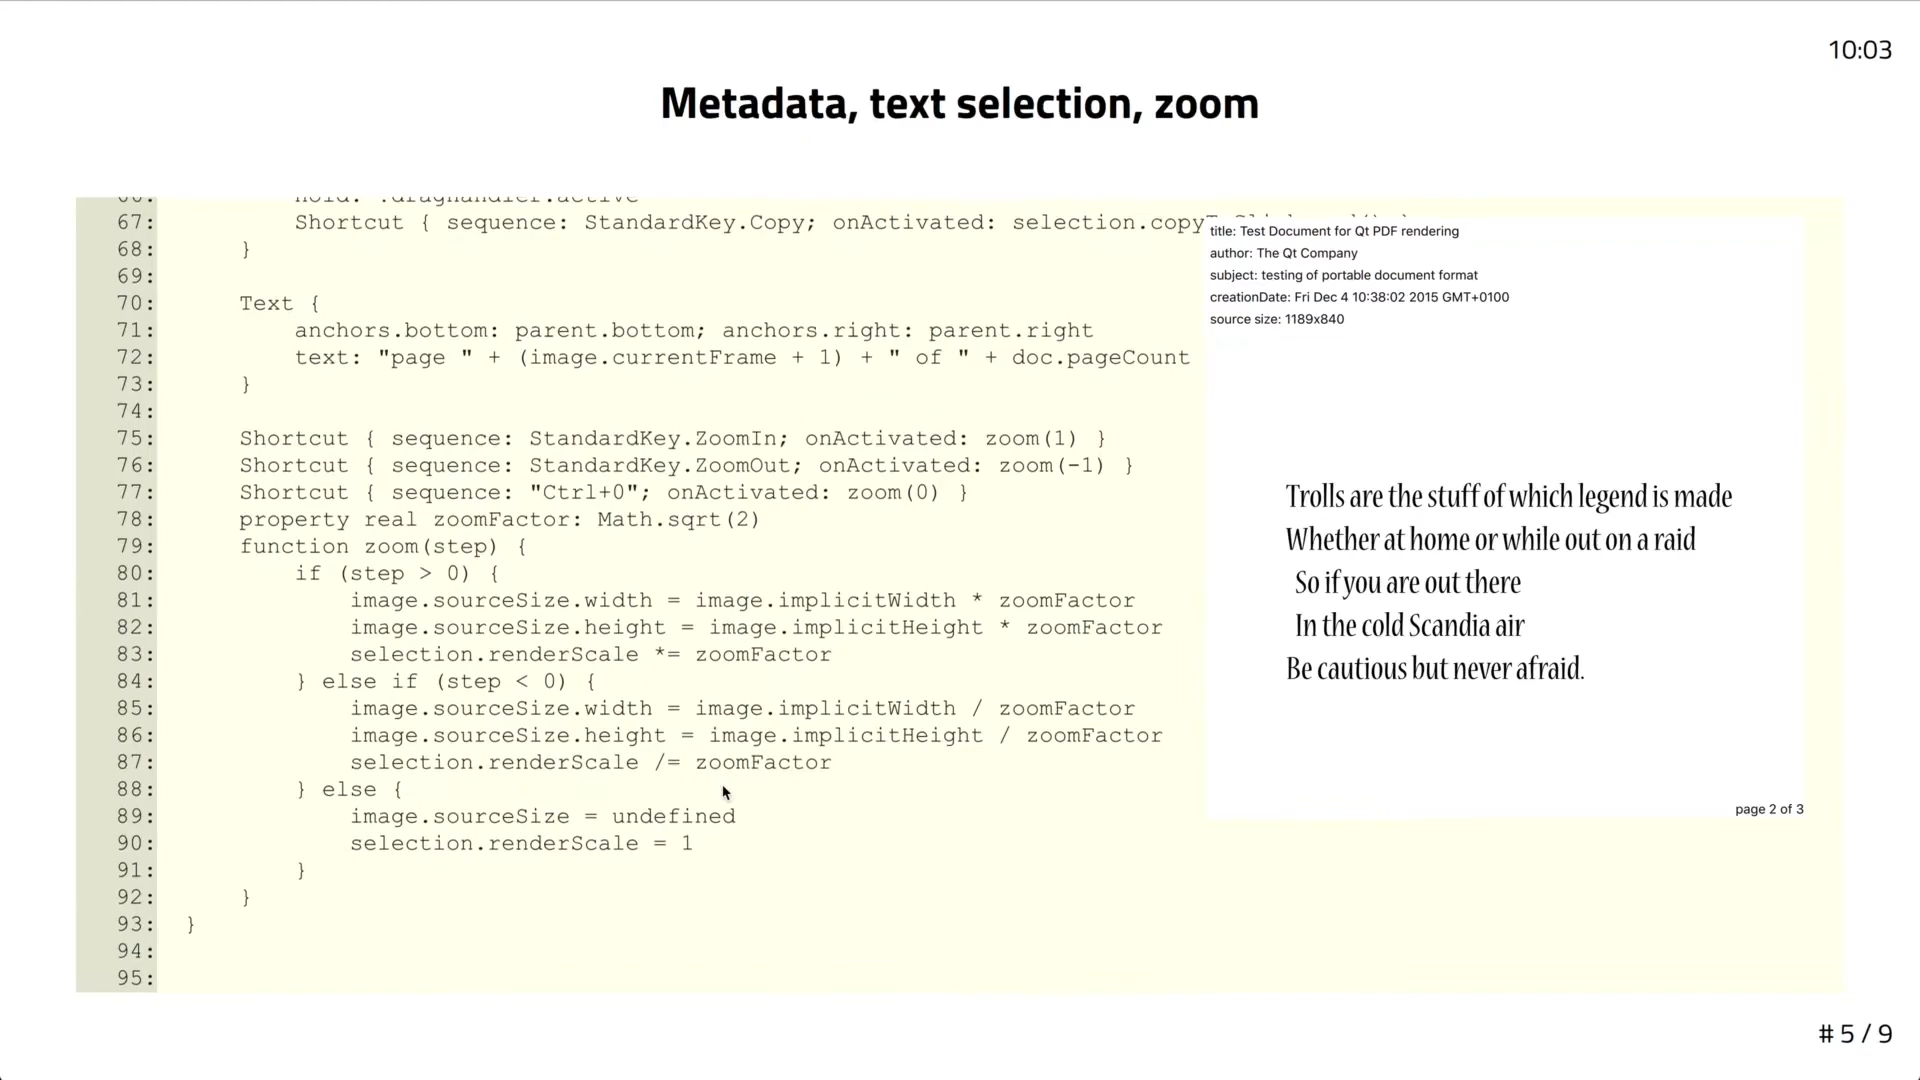 10:03
Metadata, text selection, zoom
67: Shortcut { sequence: StandardKey.Copy; onActivated: selection.copy
68: }
69:
70: Text {
71: anchors.bottom: parent.bottom; anchors.right: parent.right
72: text: "page " + (image.currentFrame + 1) + " of " + doc.pageCount
73: }
74:
75: Shortcut { sequence: StandardKey.ZoomIn; onActivated: zoom(1) }
76: Shortcut { sequence: StandardKey.ZoomOut; onActivated: zoom(-1) }
77: Shortcut { sequence: "Ctrl+0"; onActivated: zoom(0) }
78: property real zoomFactor: Math.sqrt(2)
79: function zoom(step) {
80: if (step > 0) {
81: image.sourceSize.width = image.implicitWidth * zoomFactor
82: image.sourceSize.height = image.implicitHeight * zoomFactor
83: selection.renderScale *= zoomFactor
84: } else if (step < 0) {
85: image.sourceSize.width = image.implicitWidth / zoomFactor
86: image.sourceSize.height = image.implicitHeight / zoomFactor
87: selection.renderScale /= zoomFactor
88: } else {
89: image.sourceSize = undefined
90: selection.renderScale = 1
91: }
92: }
93: }
94:
95:
title: Test Document for Qt PDF rendering
author: The Qt Company
subject: testing of portable document format
creationDate: Fri Dec 4 10:38:02 2015 GMT+0100
source size: 1189x840
Trolls are the stuff of which legend is made
Whether at home or while out on a raid
So if you are out there
In the cold Scandia air
Be cautious but never afraid.
page 2 of 3
# 5 / 9